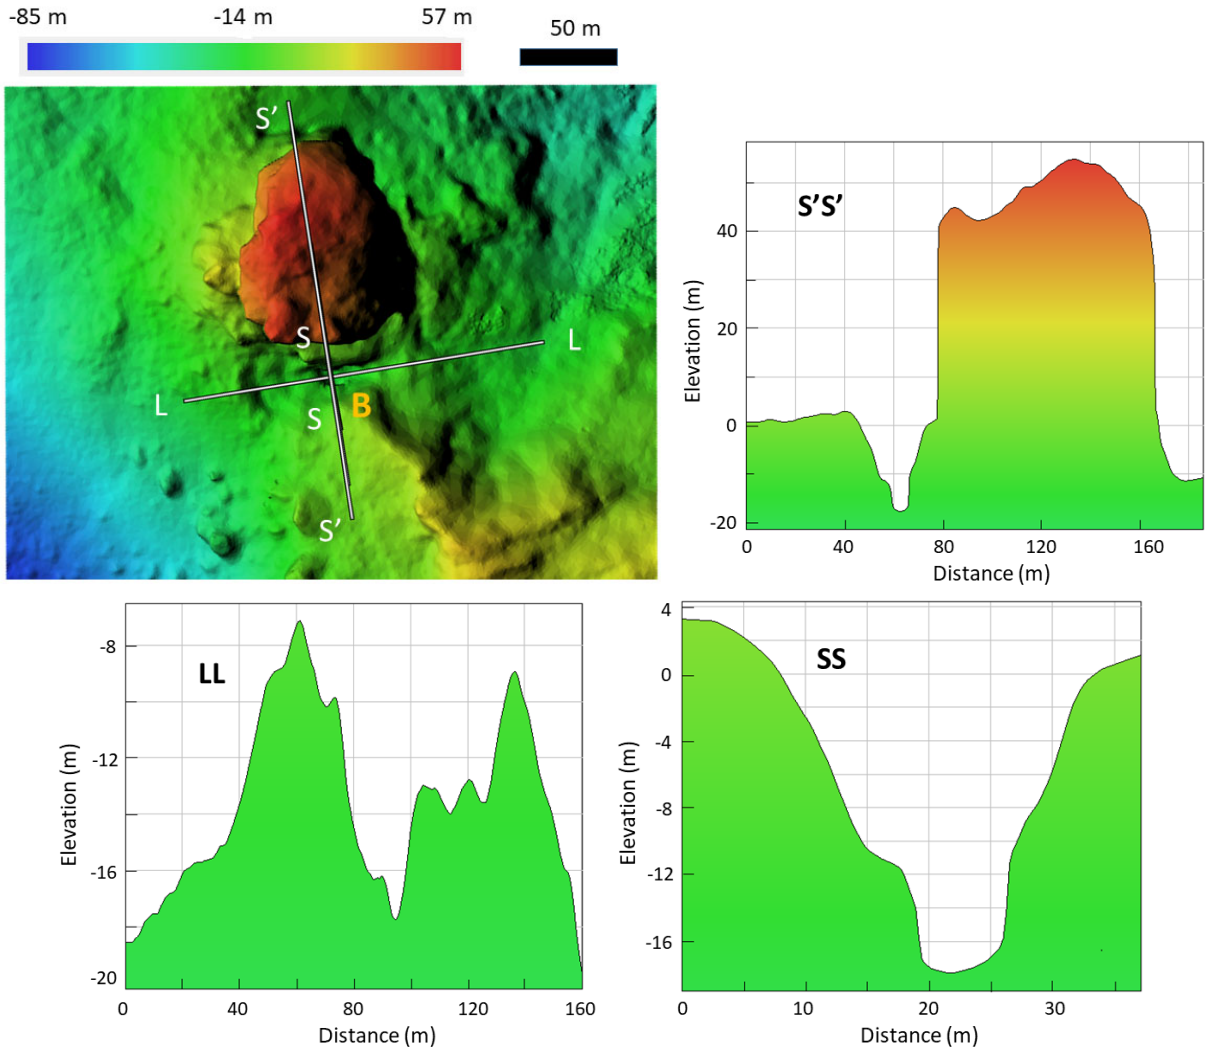 -85 m -14 m 57 m 50 m
S’
S
L
L
S
B
S’
S’S’
Elevation (m)
40
20
0
-20
0 40 80 120 160
Distance (m)
LL
Elevation (m)
-8
-12
-16
-20
0 40 80 120 160
Distance (m)
SS
Elevation (m)
4
0
-4
-8
-12
-16
0 10 20 30
Distance (m)